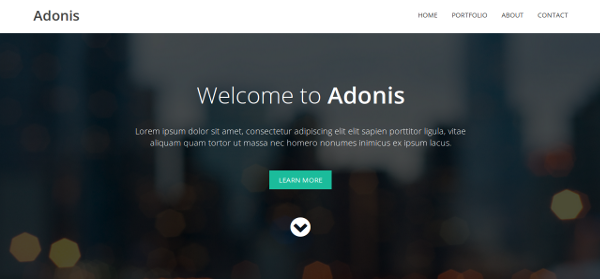 Adonis
HOME PORTFOLIO ABOUT CONTACT
Welcome to Adonis
Lorem ipsum dolor sit amet, consectetur adipiscing elit elit sapien porttitor ligula, vitae
aliquam quam tortor ut massa nec homero nonumes inimicus ex ipsum lacus.
LEARN MORE